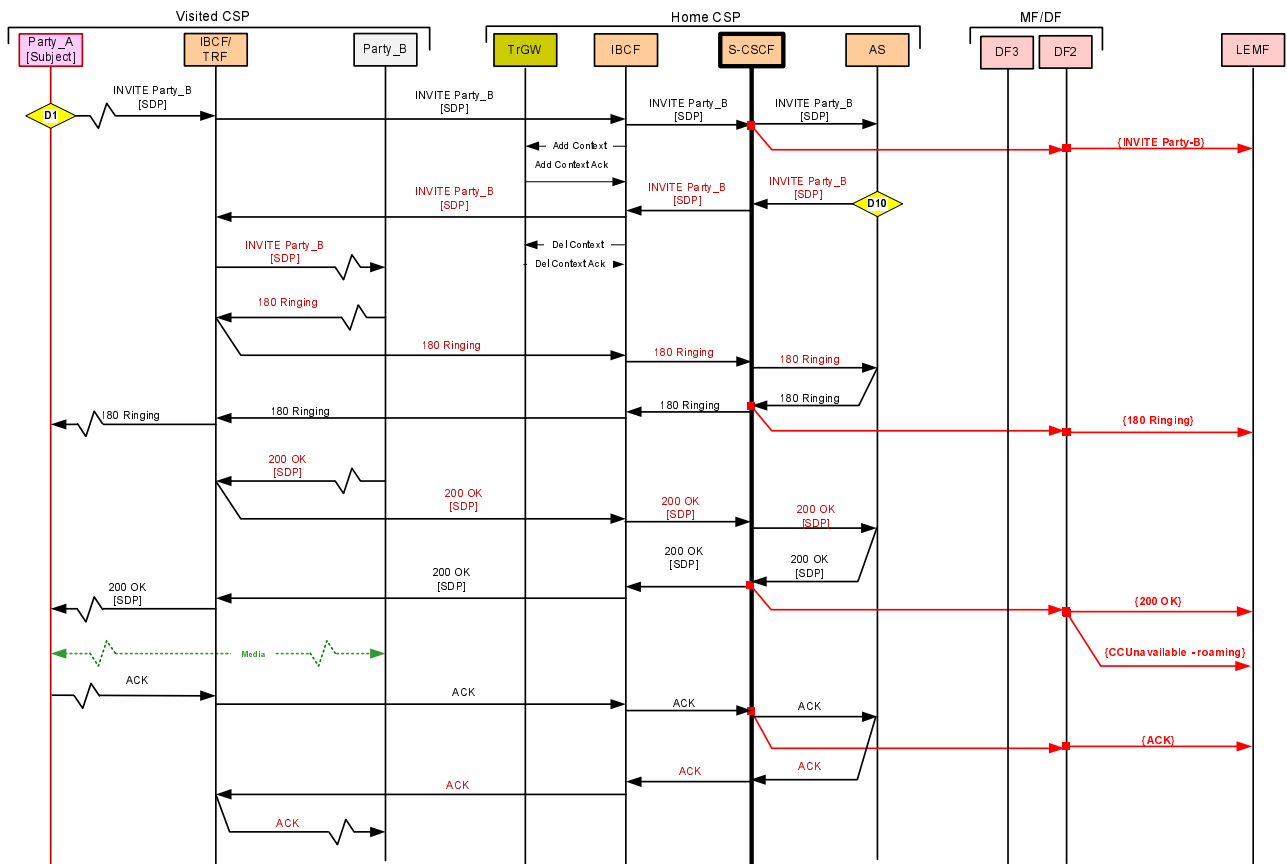 Visited CSP
Home CSP
MF/DF
Party_A
[Subject]
IBCF/
TRF
Party_B
TrGW
IBCF
S-CSCF
AS
DF3
DF2
LEMF
D1
INVITE Party_B
[SDP]
INVITE Party_B
[SDP]
INVITE Party_B
[SDP]
INVITE Party_B
[SDP]
{INVITE Party-B}
Add Context
Add Context Ack
INVITE Party_B
[SDP]
INVITE Party_B
[SDP]
INVITE Party_B
[SDP]
D10
INVITE Party_B
[SDP]
Del Context
Del Context Ack
180 Ringing
180 Ringing
180 Ringing
180 Ringing
180 Ringing
180 Ringing
180 Ringing
180 Ringing
{180 Ringing}
200 OK
[SDP]
200 OK
[SDP]
200 OK
[SDP]
200 OK
[SDP]
200 OK
[SDP]
200 OK
[SDP]
200 OK
[SDP]
200 OK
[SDP]
{200 OK}
Media
{CCUnavailable - roaming}
ACK
ACK
ACK
ACK
{ACK}
ACK
ACK
ACK
ACK